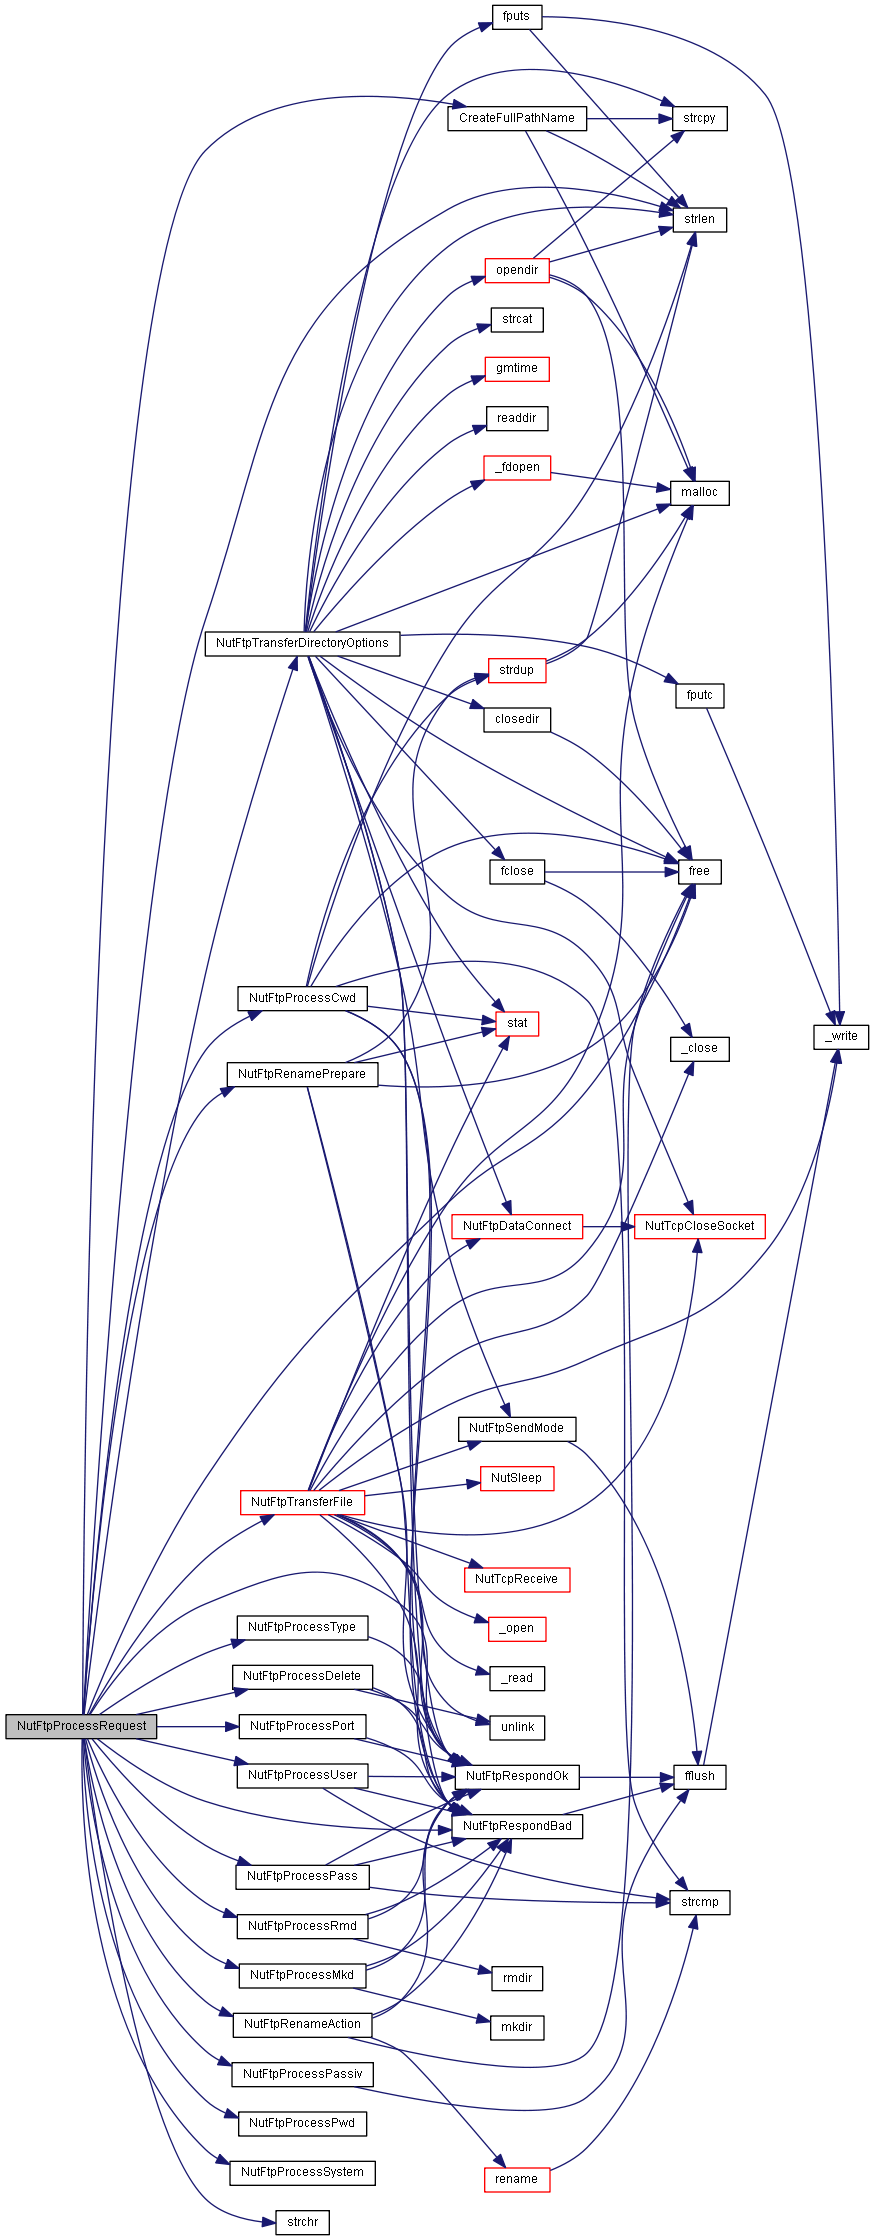 fputs
CreateFullPathName
strcpy
strlen
opendir
strcat
gmtime
readdir
_fdopen
malloc
NutFtpTransferDirectoryOptions
strdup
fputc
closedir
fclose
free
NutFtpProcessCwd
stat
_write
_close
NutFtpRenamePrepare
NutFtpDataConnect
NutTcpCloseSocket
NutFtpSendMode
NutSleep
NutFtpTransferFile
NutTcpReceive
NutFtpProcessType
_open
NutFtpProcessDelete
_read
NutFtpProcessRequest
NutFtpProcessPort
unlink
NutFtpProcessUser
NutFtpRespondOk
fflush
NutFtpRespondBad
NutFtpProcessPass
strcmp
NutFtpProcessRmd
NutFtpProcessMkd
rmdir
NutFtpRenameAction
mkdir
NutFtpProcessPassiv
NutFtpProcessPwd
NutFtpProcessSystem
rename
strchr